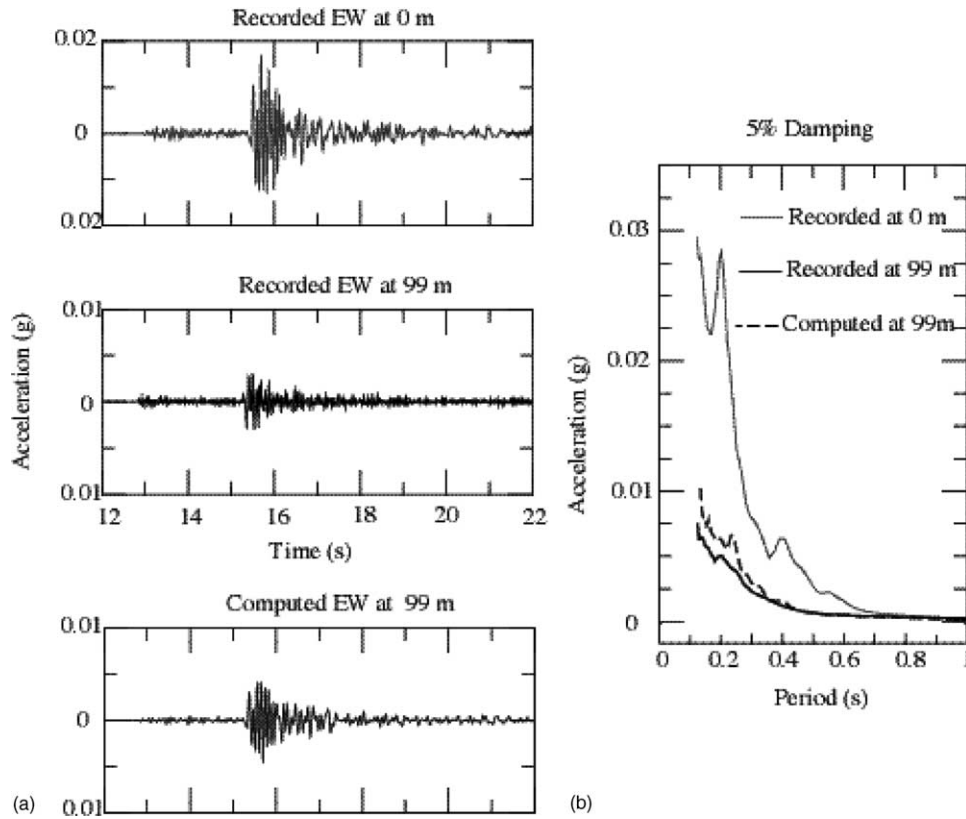 Recorded EW at 0 m
0.02
0
0.02
Recorded EW at 99 m
0.01
0
0.01
12 14 16 18 20 22
Time (s)
Computed EW at 99 m
0.01
0
0.01
Acceleration (g)
(a)
5% Damping
Recorded at 0 m
Recorded at 99 m
Computed at 99m
0.03
0.02
0.01
0
0 0.2 0.4 0.6 0.8
Period (s)
Acceleration (g)
(b)